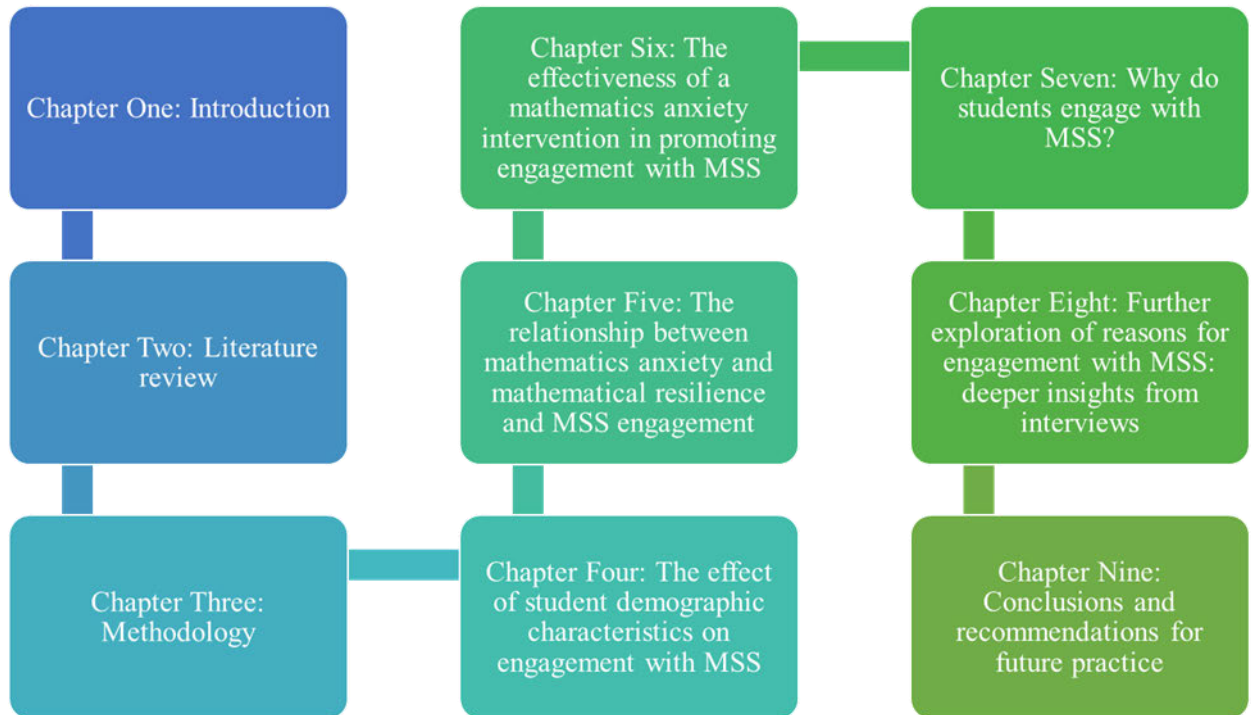 Chapter One: Introduction
Chapter Two: Literature
review
Chapter Three:
Methodology
Chapter Four: The effect
of student demographic
characteristics on
engagement with MSS
Chapter Five: The
relationship between
mathematics anxiety and
mathematical resilience
and MSS engagement
Chapter Six: The
effectiveness of a
mathematics anxiety
intervention in promoting
engagement with MSS
Chapter Seven: Why do
students engage with
MSS?
Chapter Eight: Further
exploration of reasons for
engagement with MSS:
deeper insights from
interviews
Chapter Nine:
Conclusions and
recommendations for
future practice